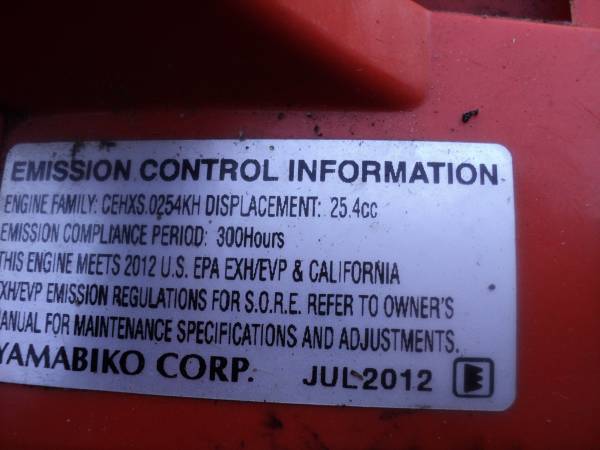 EMISSION CONTROL INFORMATION
ENGINE FAMILY: CEHXS.0254KH DISPLACEMENT: 25.4cc
EMISSION COMPLIANCE PERIOD: 300Hours
THIS ENGINE MEETS 2012 U.S. EPA EXH/EVP & CALIFORNIA
EXH/EVP EMISSION REGULATIONS FOR S.O.R.E. REFER TO OWNER'S
MANUAL FOR MAINTENANCE SPECIFICATIONS AND ADJUSTMENTS.
YAMABIKO CORP. JUL2012